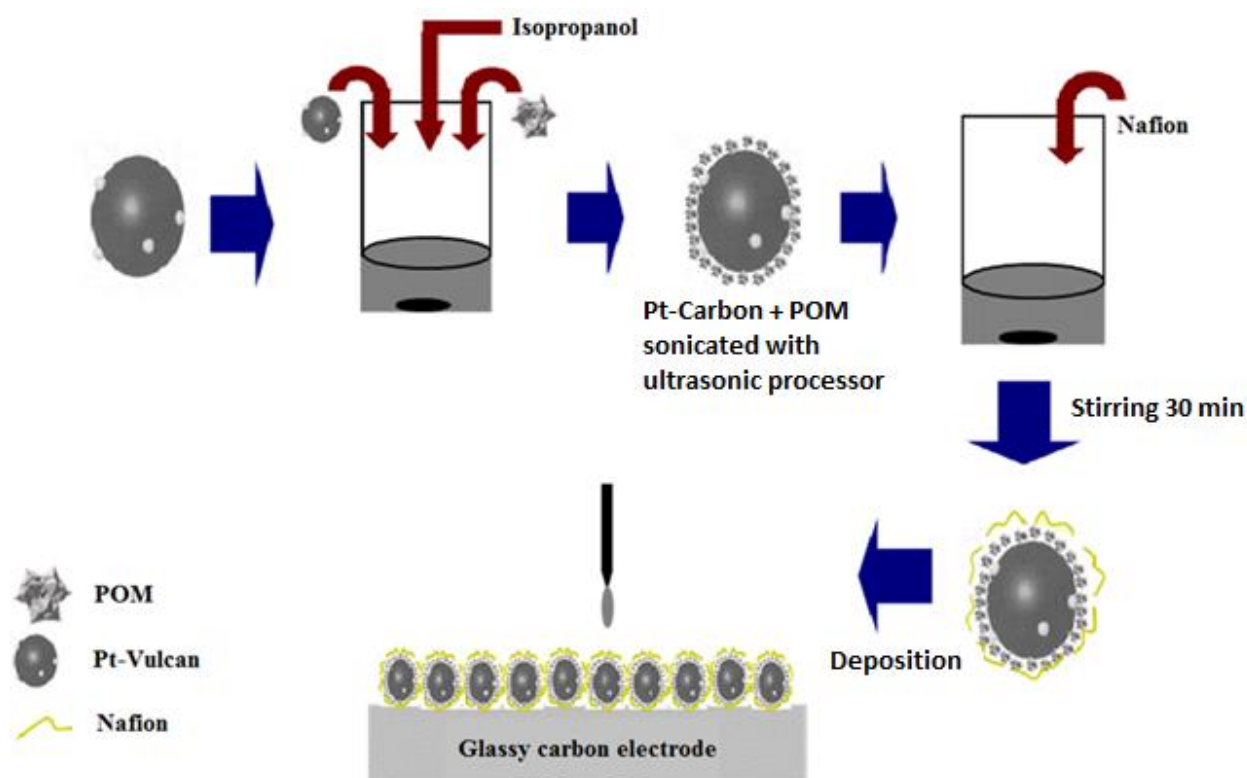 Isopropanol
Nafion
Pt-Carbon + POM
sonicated with
ultrasonic processor
Stirring 30 min
Deposition
POM
Pt-Vulcan
Nafion
Glassy carbon electrode